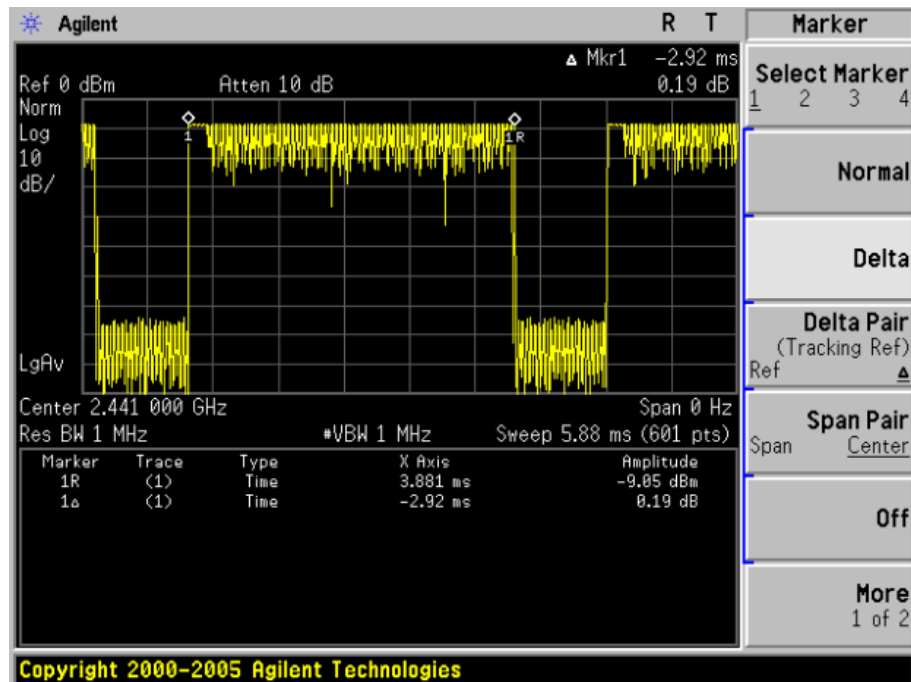 Agilent R T Marker
Δ Mkr1 -2.92 ms
Ref 0 dBm Atten 10 dB 0.19 dB
Norm
Log
10
dB/
1 1R
LgAv
Center 2.441 000 GHz Span 0 Hz
Res BW 1 MHz #VBW 1 MHz Sweep 5.88 ms (601 pts)
Marker Trace Type X Axis Amplitude
1R (1) Time 3.881 ms -9.05 dBm
1Δ (1) Time -2.92 ms 0.19 dB
Select Marker
1 2 3 4
Normal
Delta
Delta Pair
(Tracking Ref)
Ref Δ
Span Pair
Span Center
Off
More
1 of 2
Copyright 2000-2005 Agilent Technologies